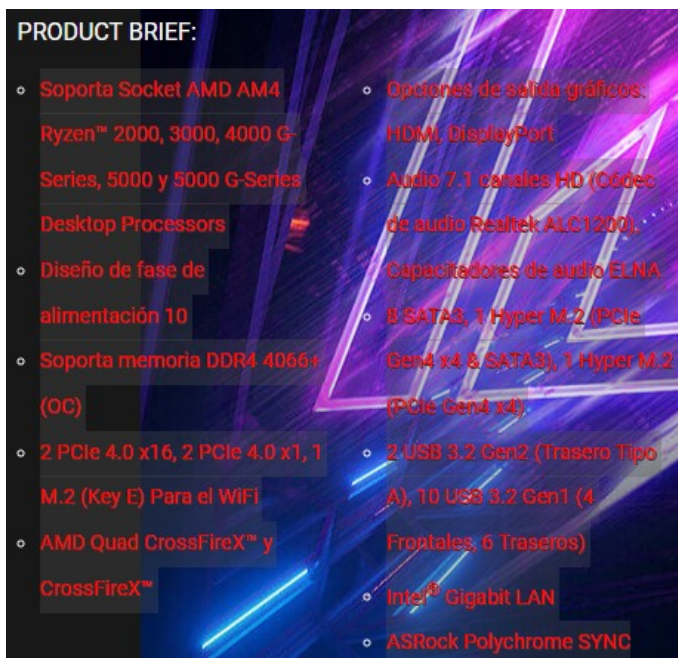 PRODUCT BRIEF:
Soporta Socket AMD AM4
Ryzen™ 2000, 3000, 4000 G-
Series, 5000 y 5000 G-Series
Desktop Processors
Diseño de fase de
alimentación 10
Soporta memoria DDR4 4066+
(OC)
2 PCIe 4.0 x16, 2 PCIe 4.0 x1, 1
M.2 (Key E) Para el WiFi
AMD Quad CrossFireX™ y
CrossFireX™
Opciones de salida gráficos:
HDMI, DisplayPort
Audio 7.1 canales HD (Códec
de audio Realtek ALC1200),
Capacitadores de audio ELNA
8 SATA3, 1 Hyper M.2 (PCIe
Gen4 x4 & SATA3), 1 Hyper M.2
(PCIe Gen4 x4)
2 USB 3.2 Gen2 (Trasero Tipo
A), 10 USB 3.2 Gen1 (4
Frontales, 6 Traseros)
Intel® Gigabit LAN
ASRock Polychrome SYNC